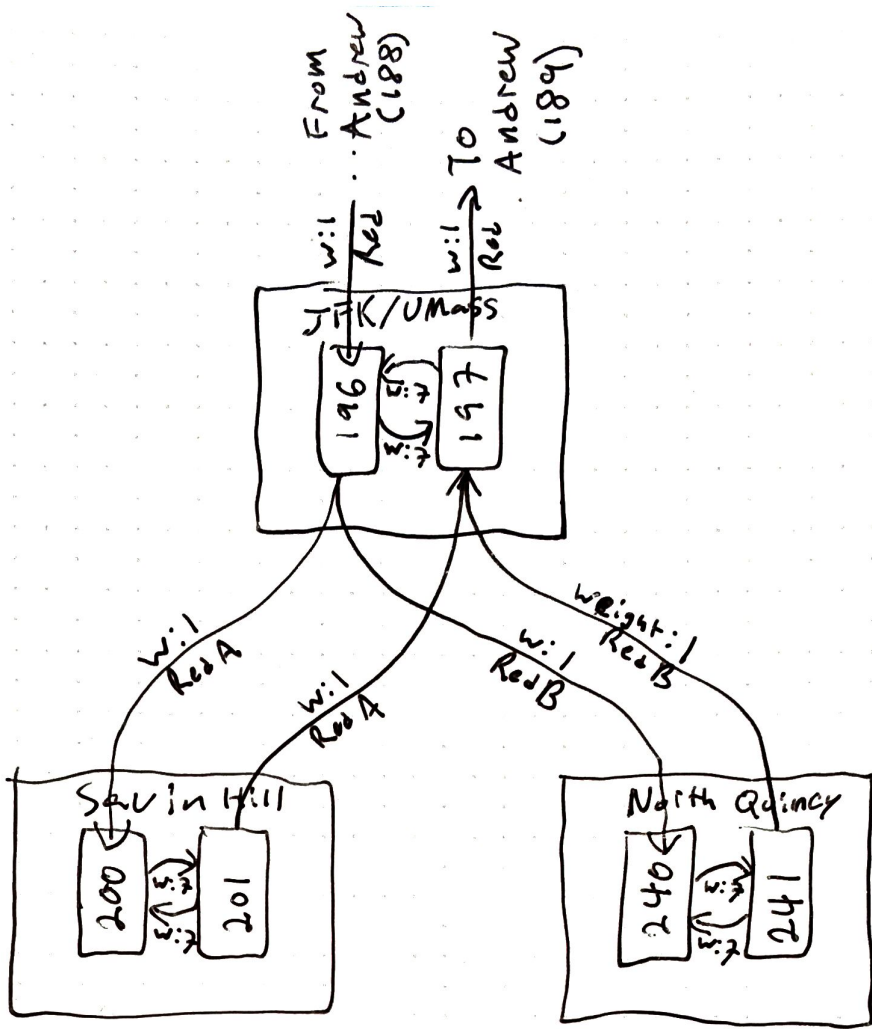 From
Andrew
(188)
To
Andrew
(189)
w:1
Red
w:1
Red
JFK/UMass
196
w:7
w:7
197
w:1
Red A
w:1
Red A
w:1
Red B
weight:1
Red B
Savin Hill
200
w:7
w:7
201
North Quincy
240
w:7
w:7
241